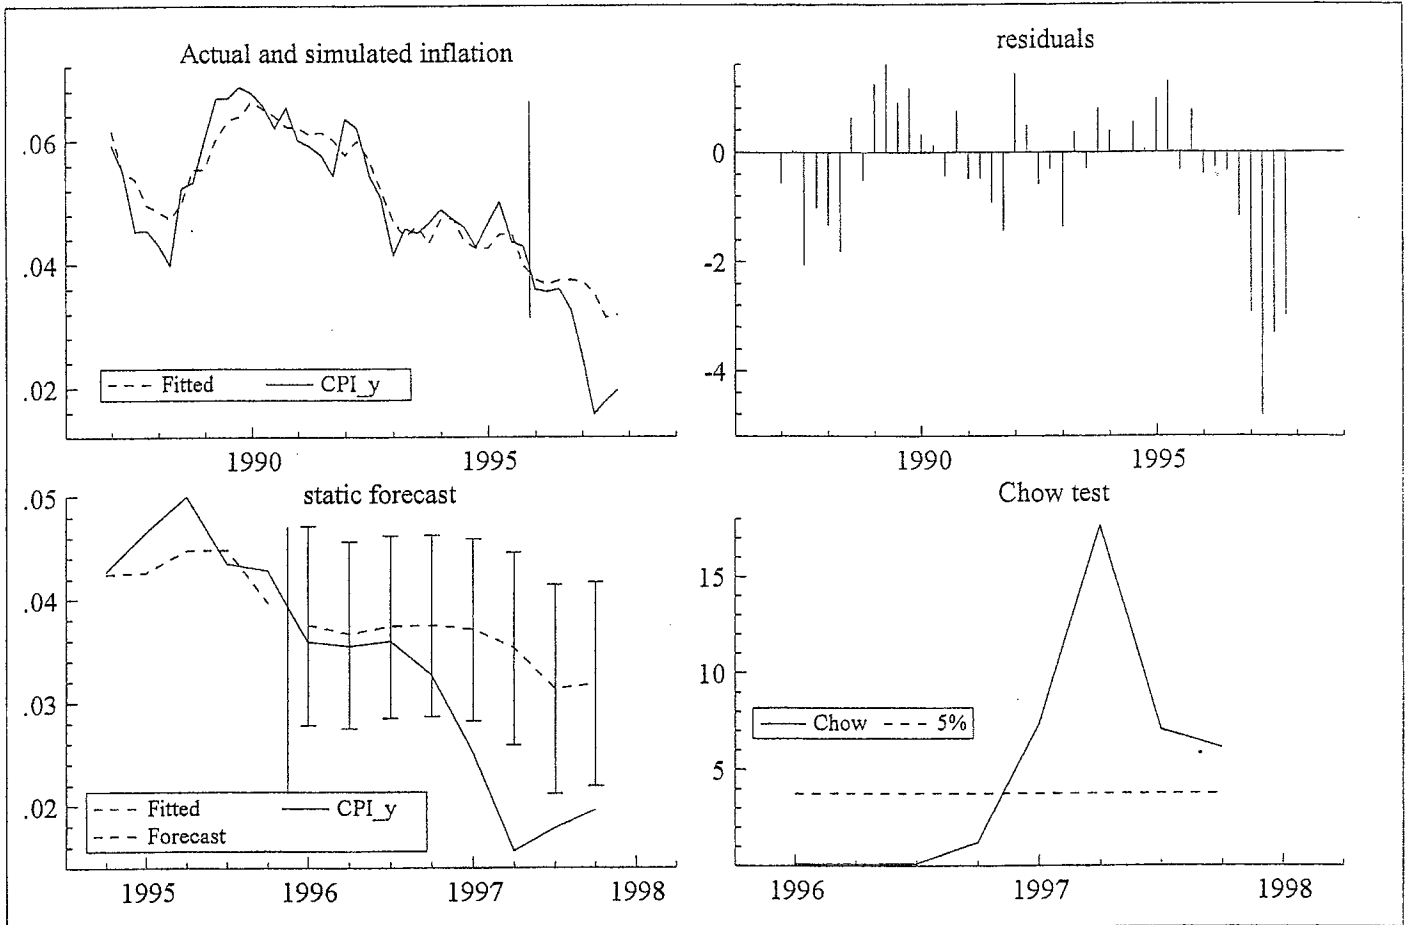 Actual and simulated inflation
.06
.04
.02
Fitted CPI_y
1990 1995
residuals
0
-2
-4
1990 1995
static forecast
.05
.04
.03
.02
Fitted CPI_y
Forecast
1995 1996 1997 1998
Chow test
15
10
5
Chow 5%
1996 1997 1998